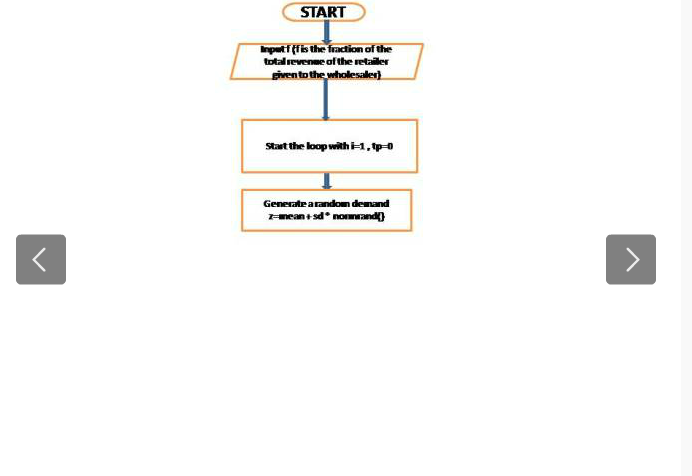 START
Input f (f is the fraction of the
total revenue of the retailer
given to the wholesaler)
Start the loop with i=1 , tp=0
Generate a random demand
z=mean + sd * normrand()